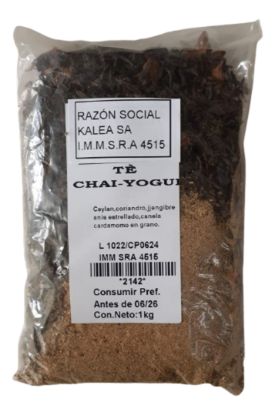 RAZÓN SOCIAL
KALEA SA
I.M.M.S.R.A 4515
TÈ
CHAI-YOGUI
Ceylan,coriandro,jjangibre
anis estrellado,canela
cardamomo en grano.
L 1022/CP0624
IMM SRA 4515
*2142*
Consumir Pref.
Antes de 06/26
Con.Neto:1kg